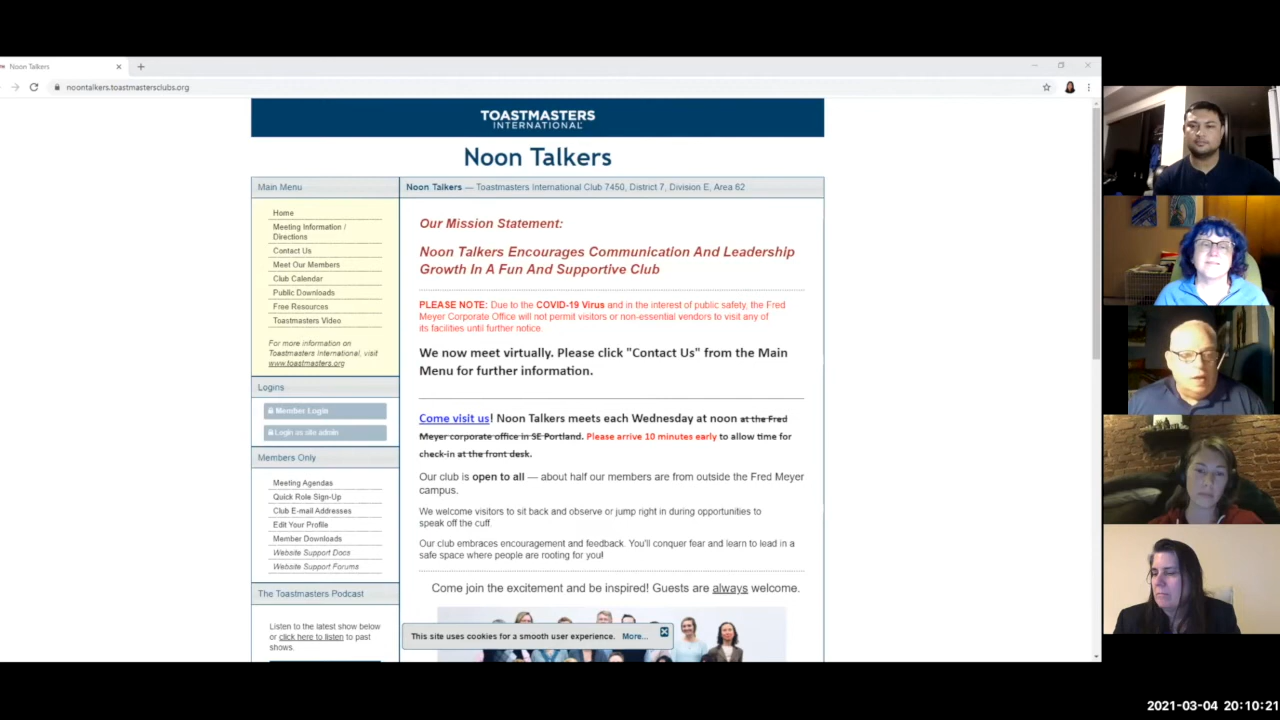 Noon Talkers
noontalkers.toastmastersclubs.org
TOASTMASTERS
INTERNATIONAL
Noon Talkers
Main Menu
Home
Meeting Information /
Directions
Contact Us
Meet Our Members
Club Calendar
Public Downloads
Free Resources
Toastmasters Video
For more information on
Toastmasters International, visit
www.toastmasters.org
Logins
Member Login
Login as site admin
Members Only
Meeting Agendas
Quick Role Sign-Up
Club E-mail Addresses
Edit Your Profile
Member Downloads
Website Support Docs
Website Support Forums
The Toastmasters Podcast
Listen to the latest show below
or click here to listen to past
shows.
Noon Talkers — Toastmasters International Club 7450, District 7, Division E, Area 62
Our Mission Statement:
Noon Talkers Encourages Communication And Leadership
Growth In A Fun And Supportive Club
PLEASE NOTE: Due to the COVID-19 Virus and in the interest of public safety, the Fred
Meyer Corporate Office will not permit visitors or non-essential vendors to visit any of
its facilities until further notice.
We now meet virtually. Please click "Contact Us" from the Main
Menu for further information.
Come visit us! Noon Talkers meets each Wednesday at noon at the Fred
Meyer corporate office in SE Portland. Please arrive 10 minutes early to allow time for
check-in at the front desk.
Our club is open to all — about half our members are from outside the Fred Meyer
campus.
We welcome visitors to sit back and observe or jump right in during opportunities to
speak off the cuff
Our club embraces encouragement and feedback. You'll conquer fear and learn to lead in a
safe space where people are rooting for you!
Come join the excitement and be inspired! Guests are always welcome.
This site uses cookies for a smooth user experience. More...
2021-03-04 20:10:21